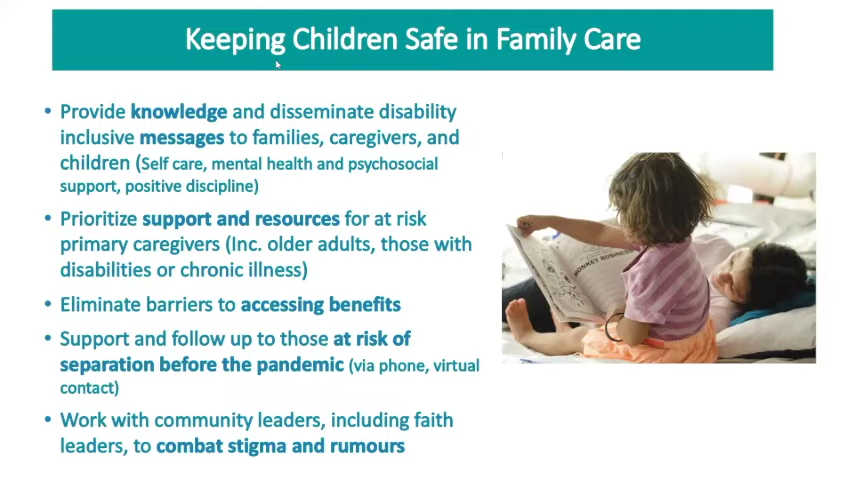 Keeping Children Safe in Family Care
• Provide knowledge and disseminate disability
inclusive messages to families, caregivers, and
children (Self care, mental health and psychosocial
support, positive discipline)
• Prioritize support and resources for at risk
primary caregivers (Inc. older adults, those with
disabilities or chronic illness)
• Eliminate barriers to accessing benefits
• Support and follow up to those at risk of
separation before the pandemic (via phone, virtual
contact)
• Work with community leaders, including faith
leaders, to combat stigma and rumours
MONKEY BUSINESS